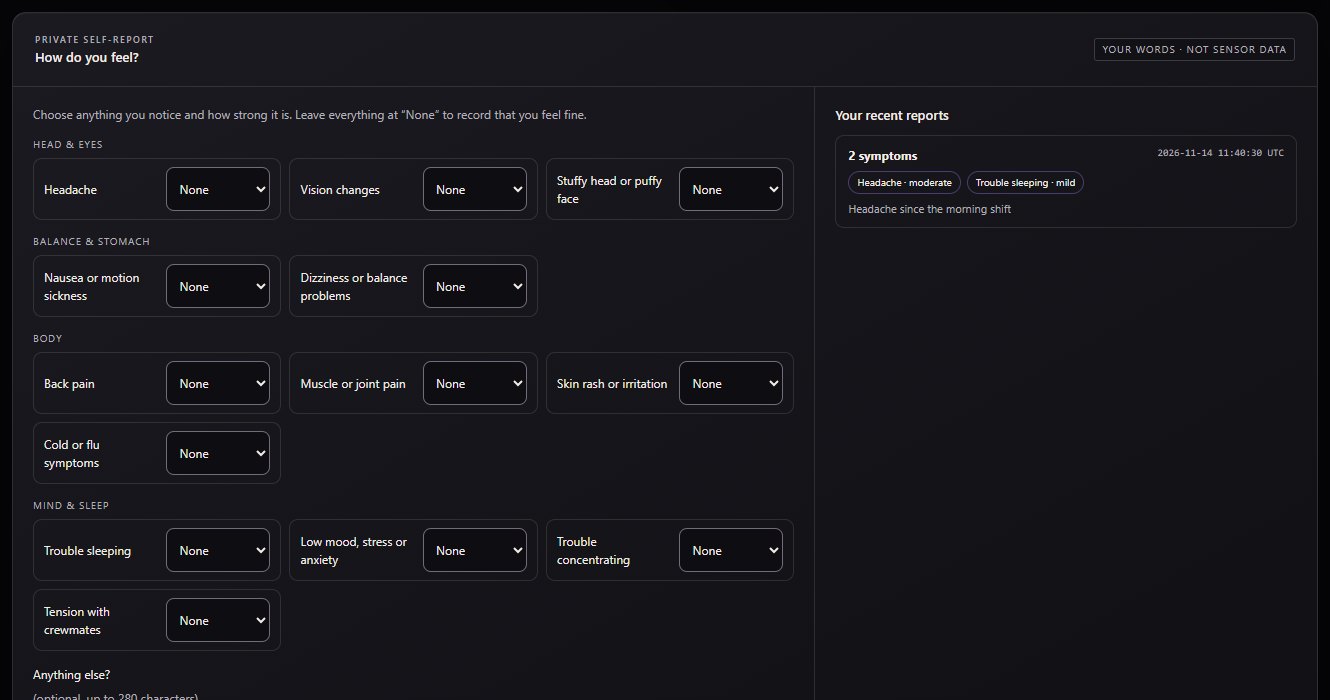 PRIVATE SELF-REPORT
How do you feel?
YOUR WORDS · NOT SENSOR DATA
Choose anything you notice and how strong it is. Leave everything at “None” to record that you feel fine.
HEAD & EYES
Headache
None
Vision changes
None
Stuffy head or puffy
face
None
BALANCE & STOMACH
Nausea or motion
sickness
None
Dizziness or balance
problems
None
BODY
Back pain
None
Muscle or joint pain
None
Skin rash or irritation
None
Cold or flu
symptoms
None
MIND & SLEEP
Trouble sleeping
None
Low mood, stress or
anxiety
None
Trouble
concentrating
None
Tension with
crewmates
None
Anything else?
(optional, up to 280 characters)
Your recent reports
2 symptoms
2026-11-14 11:40:30 UTC
Headache · moderate
Trouble sleeping · mild
Headache since the morning shift